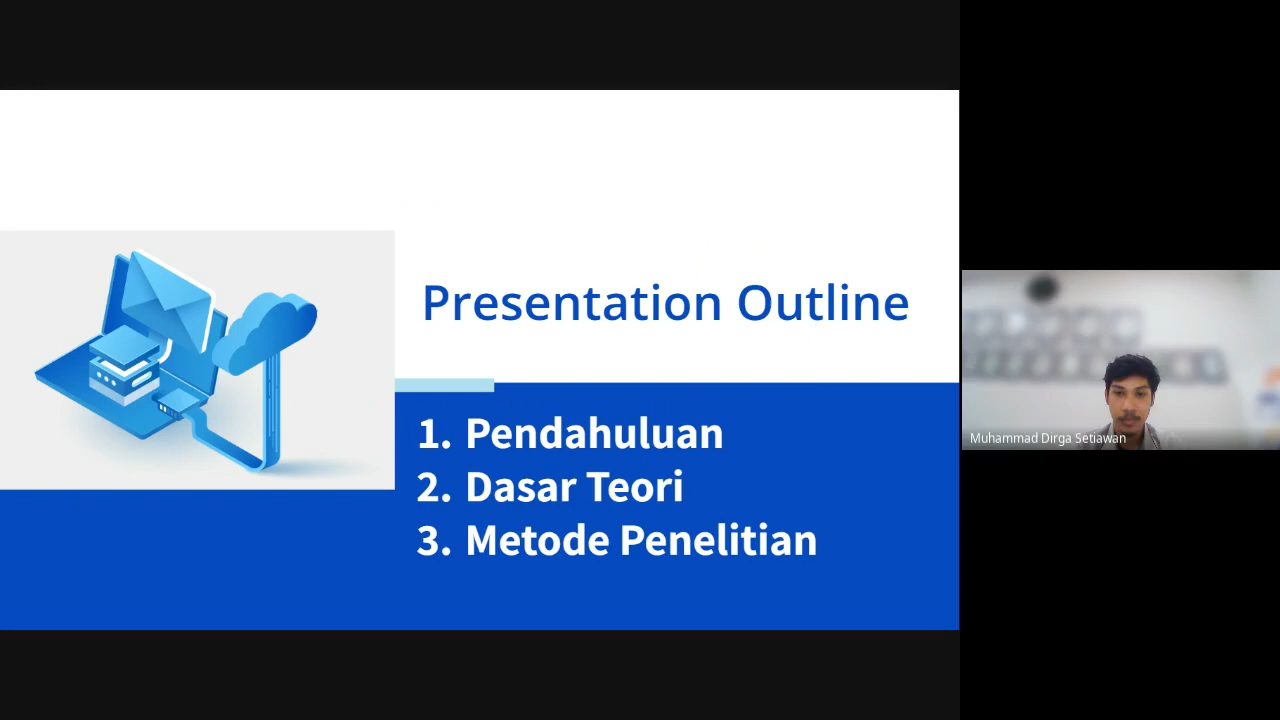 Presentation Outline
1. Pendahuluan
2. Dasar Teori
3. Metode Penelitian
Muhammad Dirga Setiawan